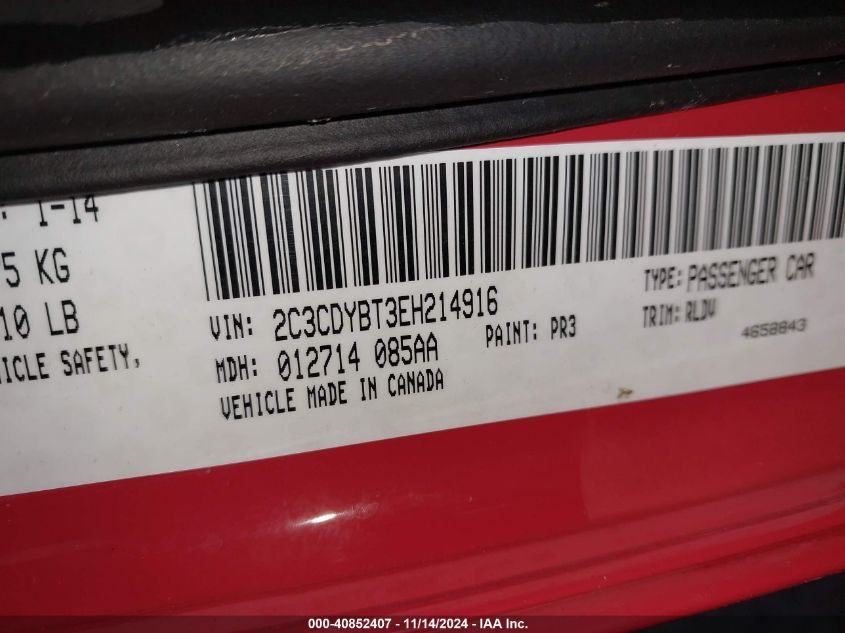 : 1-14
5 KG
10 LB
ICLE SAFETY,
VIN: 2C3CDYBT3EH214916
MDH: 012714 085AA
VEHICLE MADE IN CANADA
PAINT: PR3
TYPE: PASSENGER CAR
TRIM: RLDV
4658843
000-40852407 - 11/14/2024 - IAA Inc.